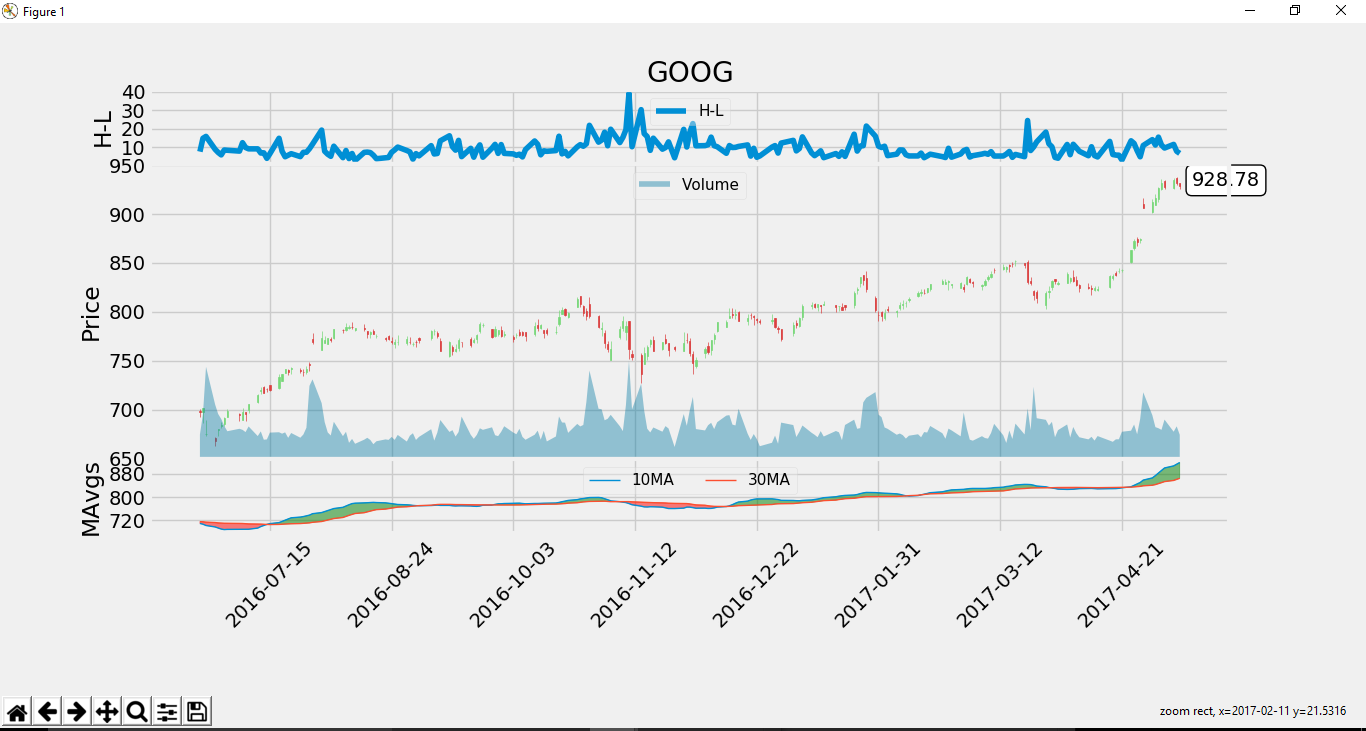 Figure 1
GOOG
H-L
40
30
20
10
H-L
Price
950
900
850
800
750
700
650
Volume
928.78
MAvgs
880
800
720
10MA 30MA
2016-07-15 2016-08-24 2016-10-03 2016-11-12 2016-12-22 2017-01-31 2017-03-12 2017-04-21
zoom rect, x=2017-02-11 y=21.5316